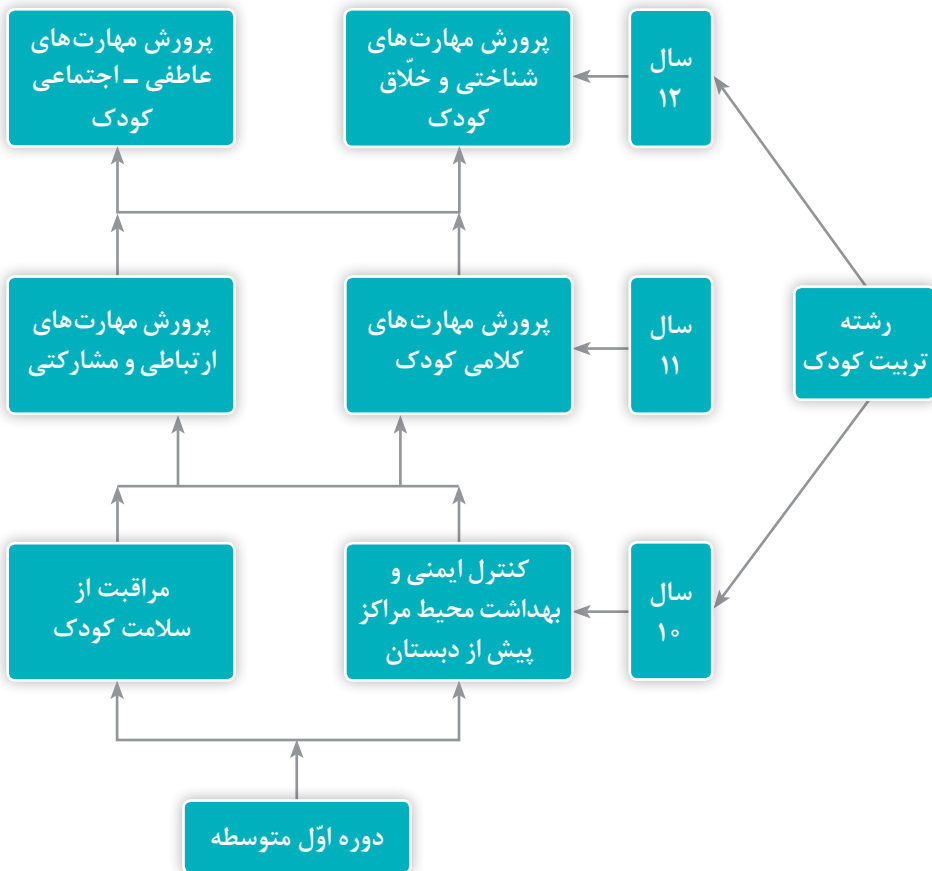 سال
۱۲
پرورش مهارت‌های
شناختی و خلّاق
کودک
پرورش مهارت‌های
عاطفی ـ اجتماعی
کودک
رشته
تربیت کودک
سال
۱۱
پرورش مهارت‌های
کلامی کودک
پرورش مهارت‌های
ارتباطی و مشارکتی
سال
۱۰
کنترل ایمنی و
بهداشت محیط مراکز
پیش از دبستان
مراقبت از
سلامت کودک
دوره اوّل متوسطه